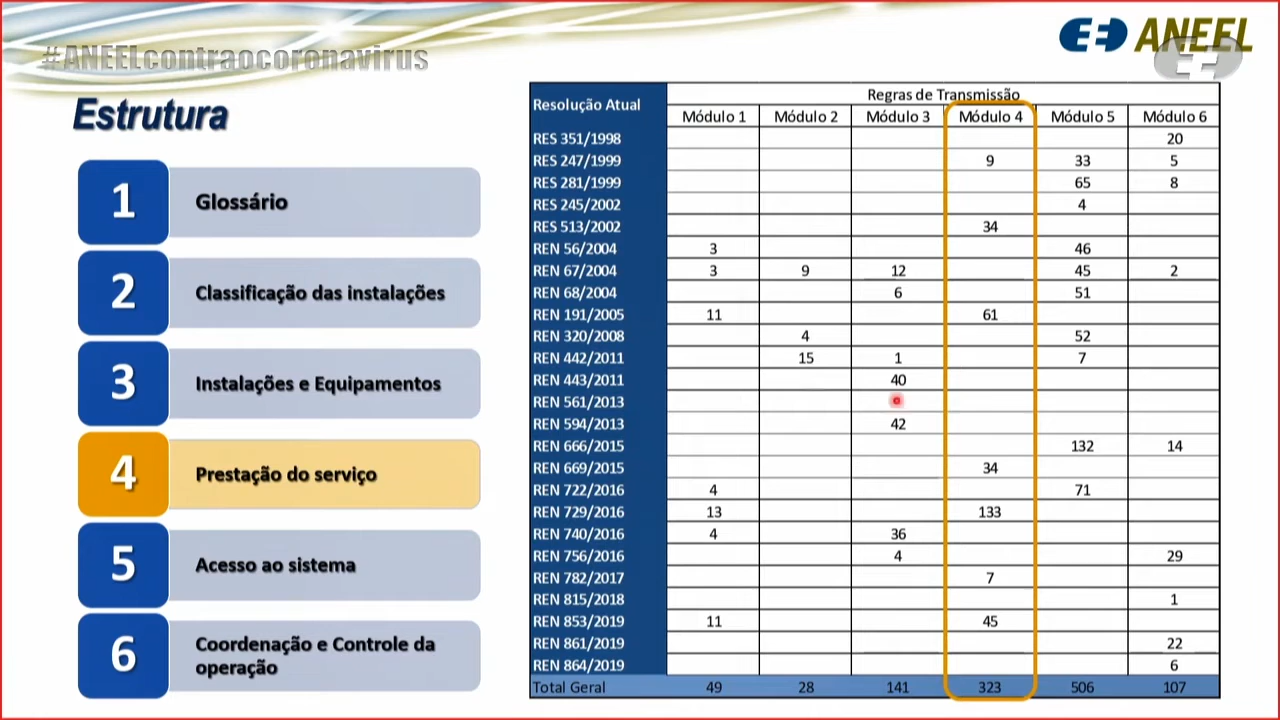 #ANEELcontraocoronavirus
ANEEL
Estrutura
1 Glossário
2 Classificação das instalações
3 Instalações e Equipamentos
4 Prestação do serviço
5 Acesso ao sistema
6 Coordenação e Controle da
operação
Resolução Atual Regras de Transmissão
Módulo 1 Módulo 2 Módulo 3 Módulo 4 Módulo 5 Módulo 6
RES 351/1998 20
RES 247/1999 9 33 5
RES 281/1999 65 8
RES 245/2002 4
RES 513/2002 34
REN 56/2004 3 46
REN 67/2004 3 9 12 45 2
REN 68/2004 6 51
REN 191/2005 11 61
REN 320/2008 4 52
REN 442/2011 15 1 7
REN 443/2011 40
REN 561/2013
REN 594/2013 42
REN 666/2015 132 14
REN 669/2015 34
REN 722/2016 4 71
REN 729/2016 13 133
REN 740/2016 4 36
REN 756/2016 4 29
REN 782/2017 7
REN 815/2018 1
REN 853/2019 11 45
REN 861/2019 22
REN 864/2019 6
Total Geral 49 28 141 323 506 107